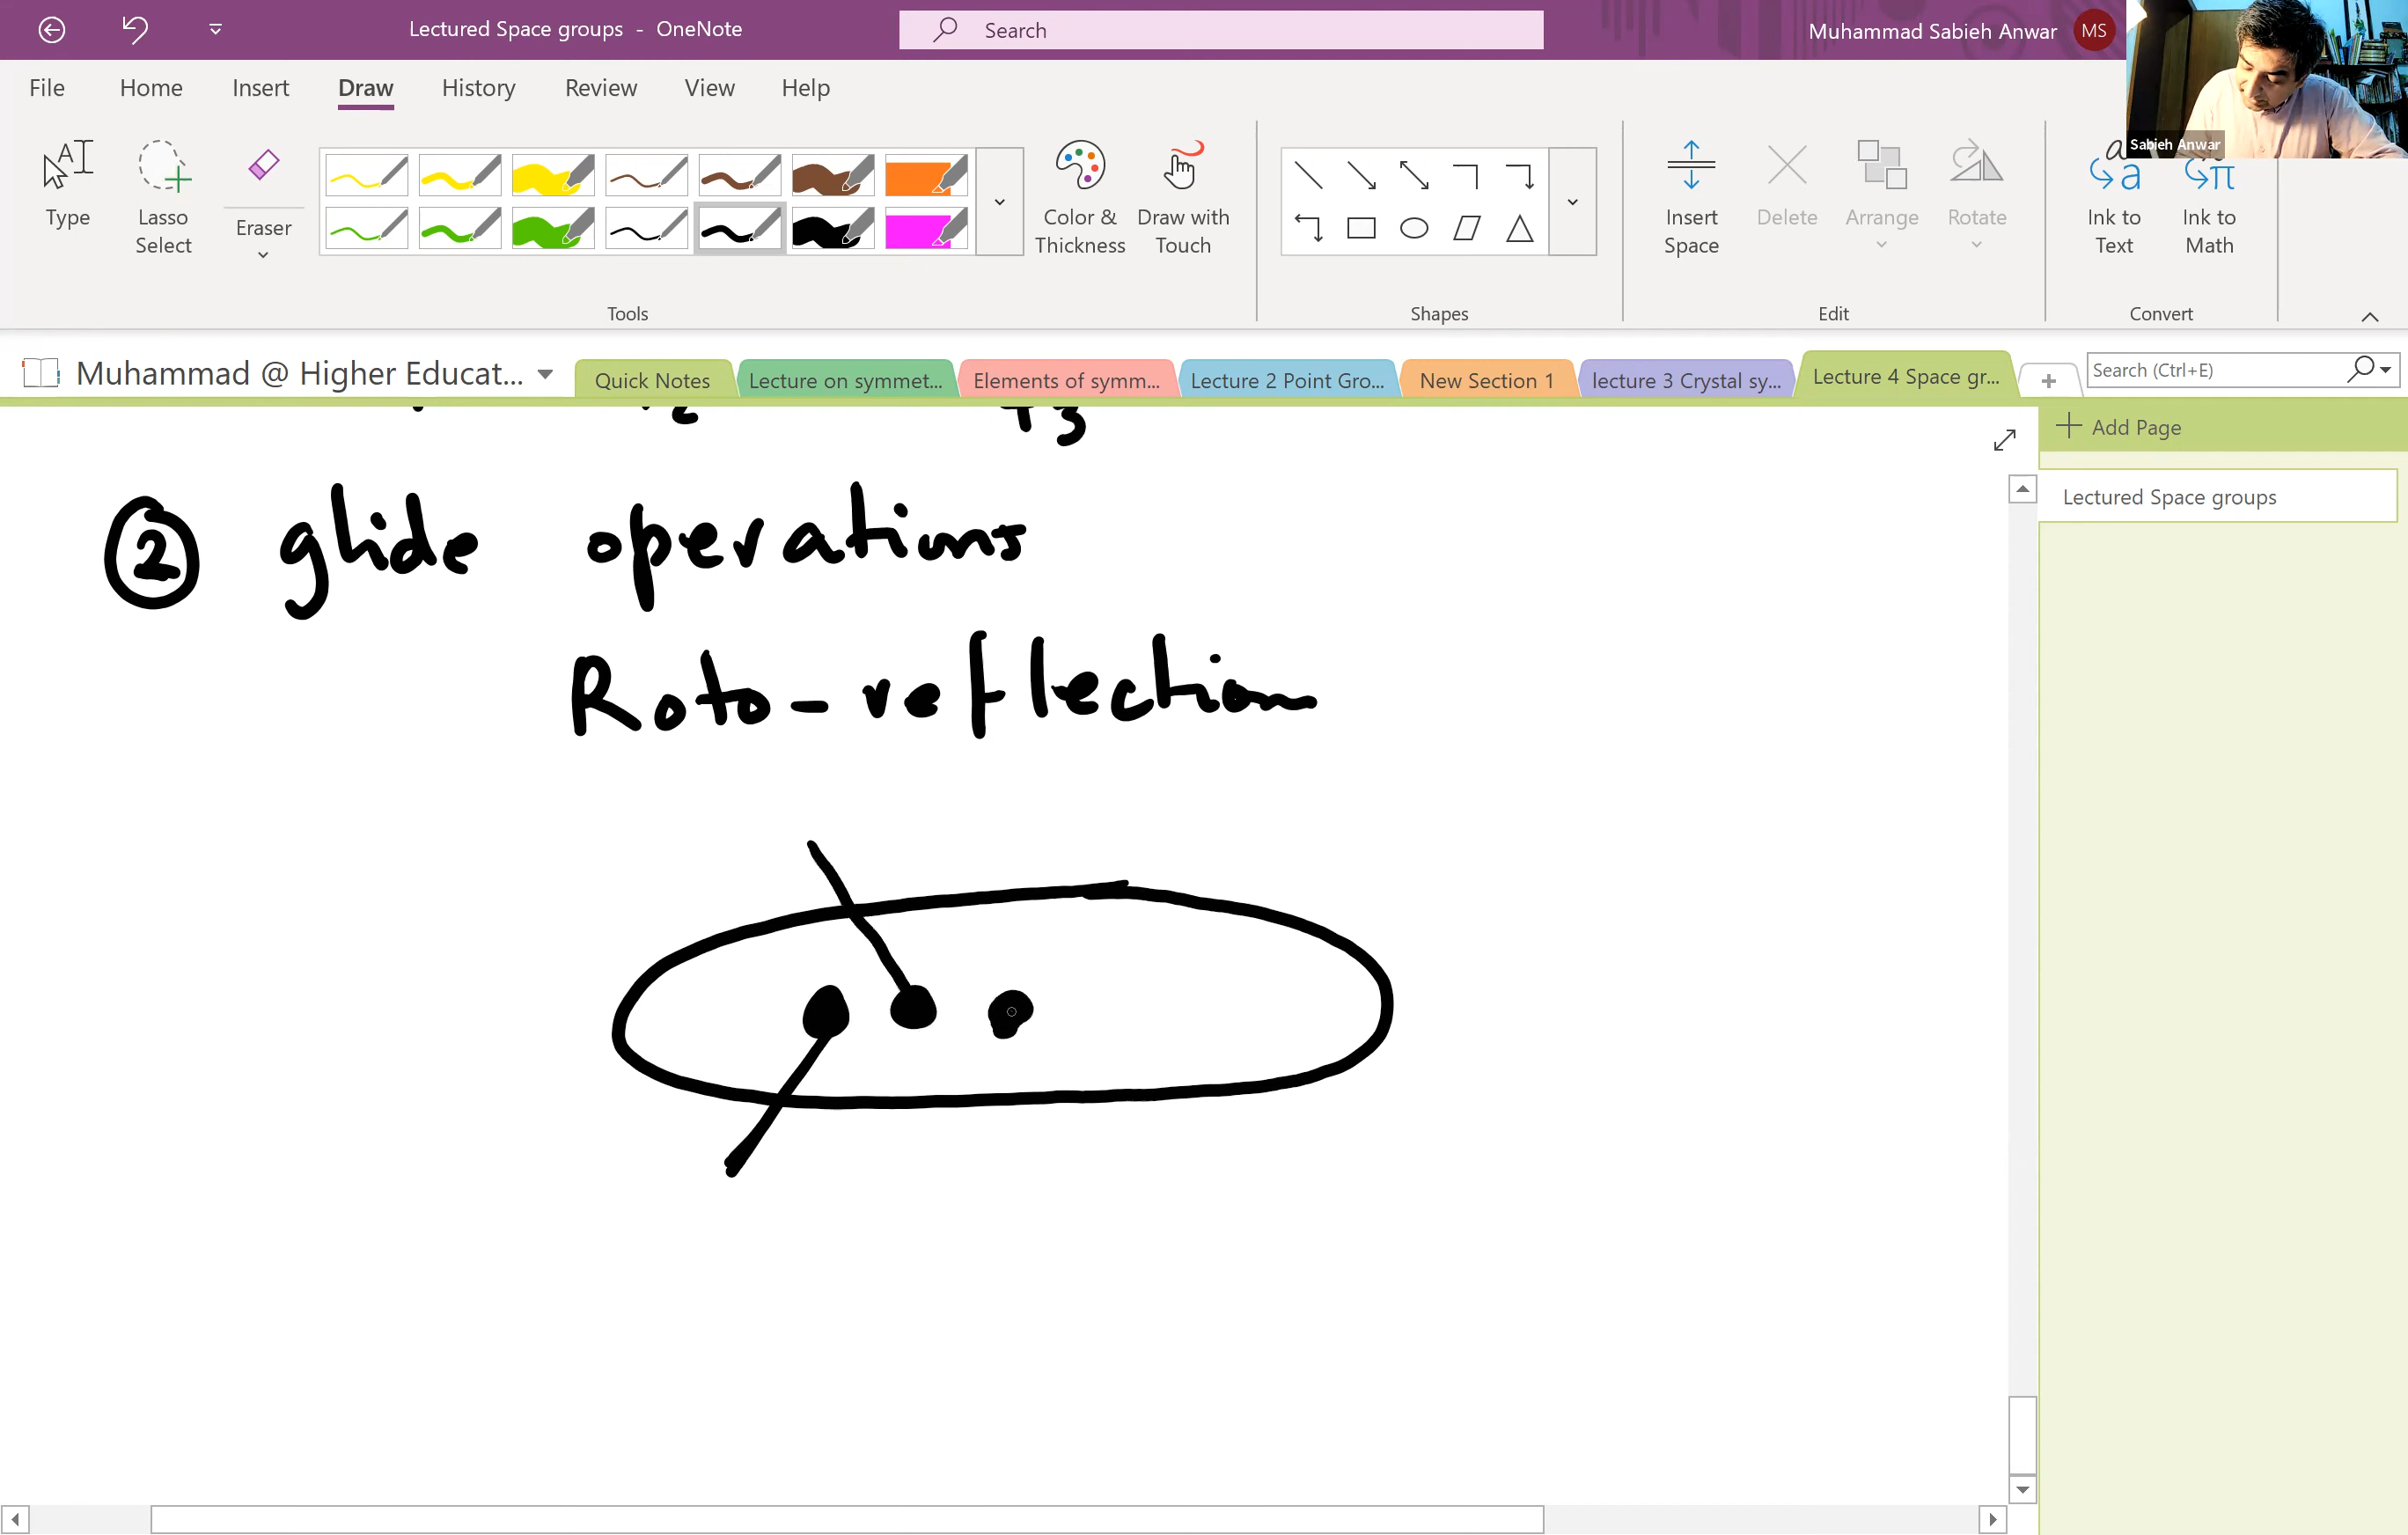 Lectured Space groups - OneNote
Search
Muhammad Sabieh Anwar
MS
Sabieh Anwar
File Home Insert Draw History Review View Help
Type
Lasso Select
Eraser
Color & Thickness
Draw with Touch
Insert Space
Delete
Arrange
Rotate
Ink to Text
Ink to Math
Tools
Shapes
Edit
Convert
Muhammad @ Higher Educat...
Quick Notes
Lecture on symmet...
Elements of symm...
Lecture 2 Point Gro...
New Section 1
lecture 3 Crystal sy...
Lecture 4 Space gr...
Search (Ctrl+E)
Add Page
Lectured Space groups
2 glide operations
Roto-reflection